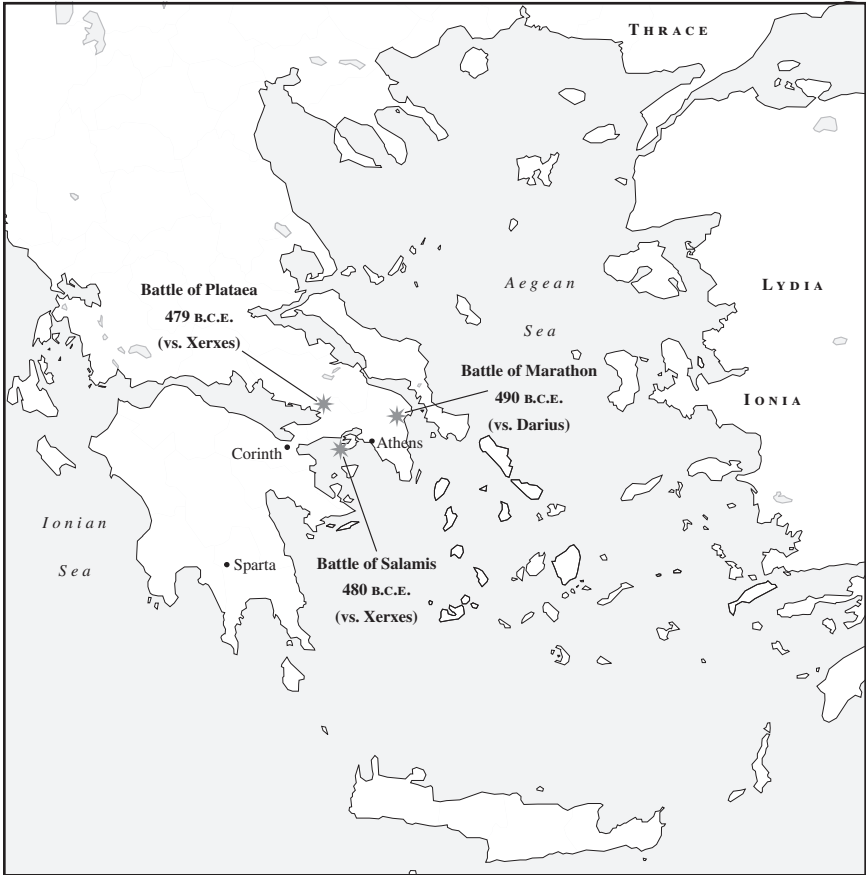 THRACE
Aegean
Sea
LYDIA
Battle of Plataea
479 B.C.E.
(vs. Xerxes)
Battle of Marathon
490 B.C.E.
(vs. Darius)
IONIA
Athens
Corinth
Ionian
Sea
Sparta
Battle of Salamis
480 B.C.E.
(vs. Xerxes)